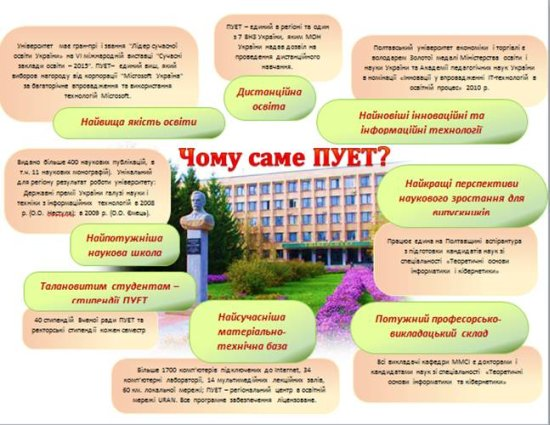 Університет має гран-прі і звання "Лідер сучасної
освіти України" на VI міжнародній виставці "Сучасні
заклади освіти – 2015". ПУЕТ– єдиний виш, який
виборов нагороду від корпорації "Microsoft Україна"
за багаторічне впровадження та використання
технологій Microsoft.
Найвища якість освіти
ПУЕТ – єдиний в регіоні та один
з 7 ВНЗ України, яким МОН
України надав дозвіл на
проведення дистанційного
навчання.
Дистанційна
освіта
Полтавський університет економіки і торгівлі є
володарем Золотої медалі Міністерства освіти і
науки України та Академії педагогічних наук України
в номінації «Інновації у впровадженні ІТ-технологій в
освітній процес» 2010 р.
Найновіші інноваційні та
інформаційні технології
Чому саме ПУЕТ?
Видано більше 400 наукових публікацій, в
т.ч. 11 наукових монографій). Унікальний
для регіону результат роботи університету:
Державні премії України галузі науки і
техніки з інформаційних технологій в 2008
р. (О.О. Нестула); в 2009 р. (О.О. Ємець).
Найпотужніша
наукова школа
Найкращі перспективи
наукового зростання для
випускників
Працює єдина на Полтавщині аспірантура
з підготовки кандидатів наук зі
спеціальності «Теоретичні основи
інформатики і кібернетики»
Талановитим студентам –
стипендії ПУЕТ
40 стипендій Вченої ради ПУЕТ та
ректорські стипендії кожен семестр
Найсучасніша
матеріально-
технічна база
Більше 1700 комп'ютерів підключених до Internet, 34
комп'ютерні лабораторії, 14 мультимедійних лекційних залів,
60 км. локальної мережі; ПУЕТ – регіональний центр в освітній
мережі URAN. Все програмне забезпечення ліцензоване.
Потужний професорсько-
викладацький склад
Всі викладачі кафедри ММСІ є докторами і
кандидатами наук зі спеціальності «Теоретичні
основи інформатики та кібернетики»